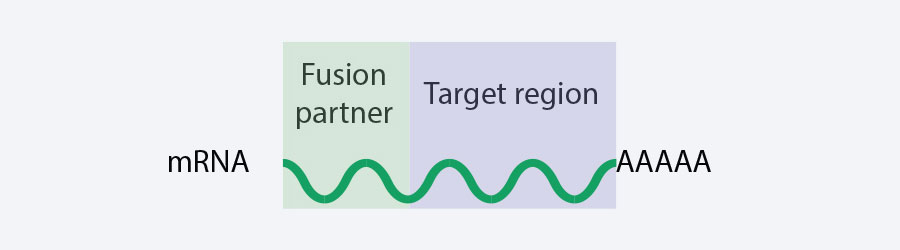 Fusion
partner
Target region
mRNA
AAAAA